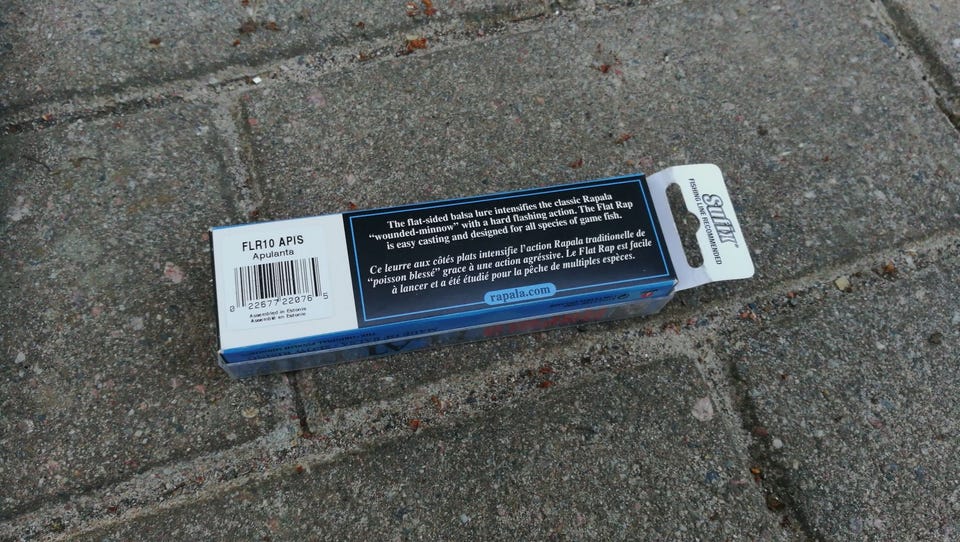 FLR10 APIS
Apulanta
0 22677 22076 5
Assembled in Estonia
Assemblé en Estonie
The flat-sided balsa lure intensifies the classic Rapala
“wounded-minnow” with a hard flashing action. The Flat Rap
is easy casting and designed for all species of game fish.
Ce leurre aux côtés plats intensifie l'action Rapala traditionelle de
“poisson blessé” grace à une action agréssive. Le Flat Rap est facile
à lancer et a été étudié pour la pêche de multiples espèces.
rapala.com
Sufix
FISHING LINE RECOMMENDED